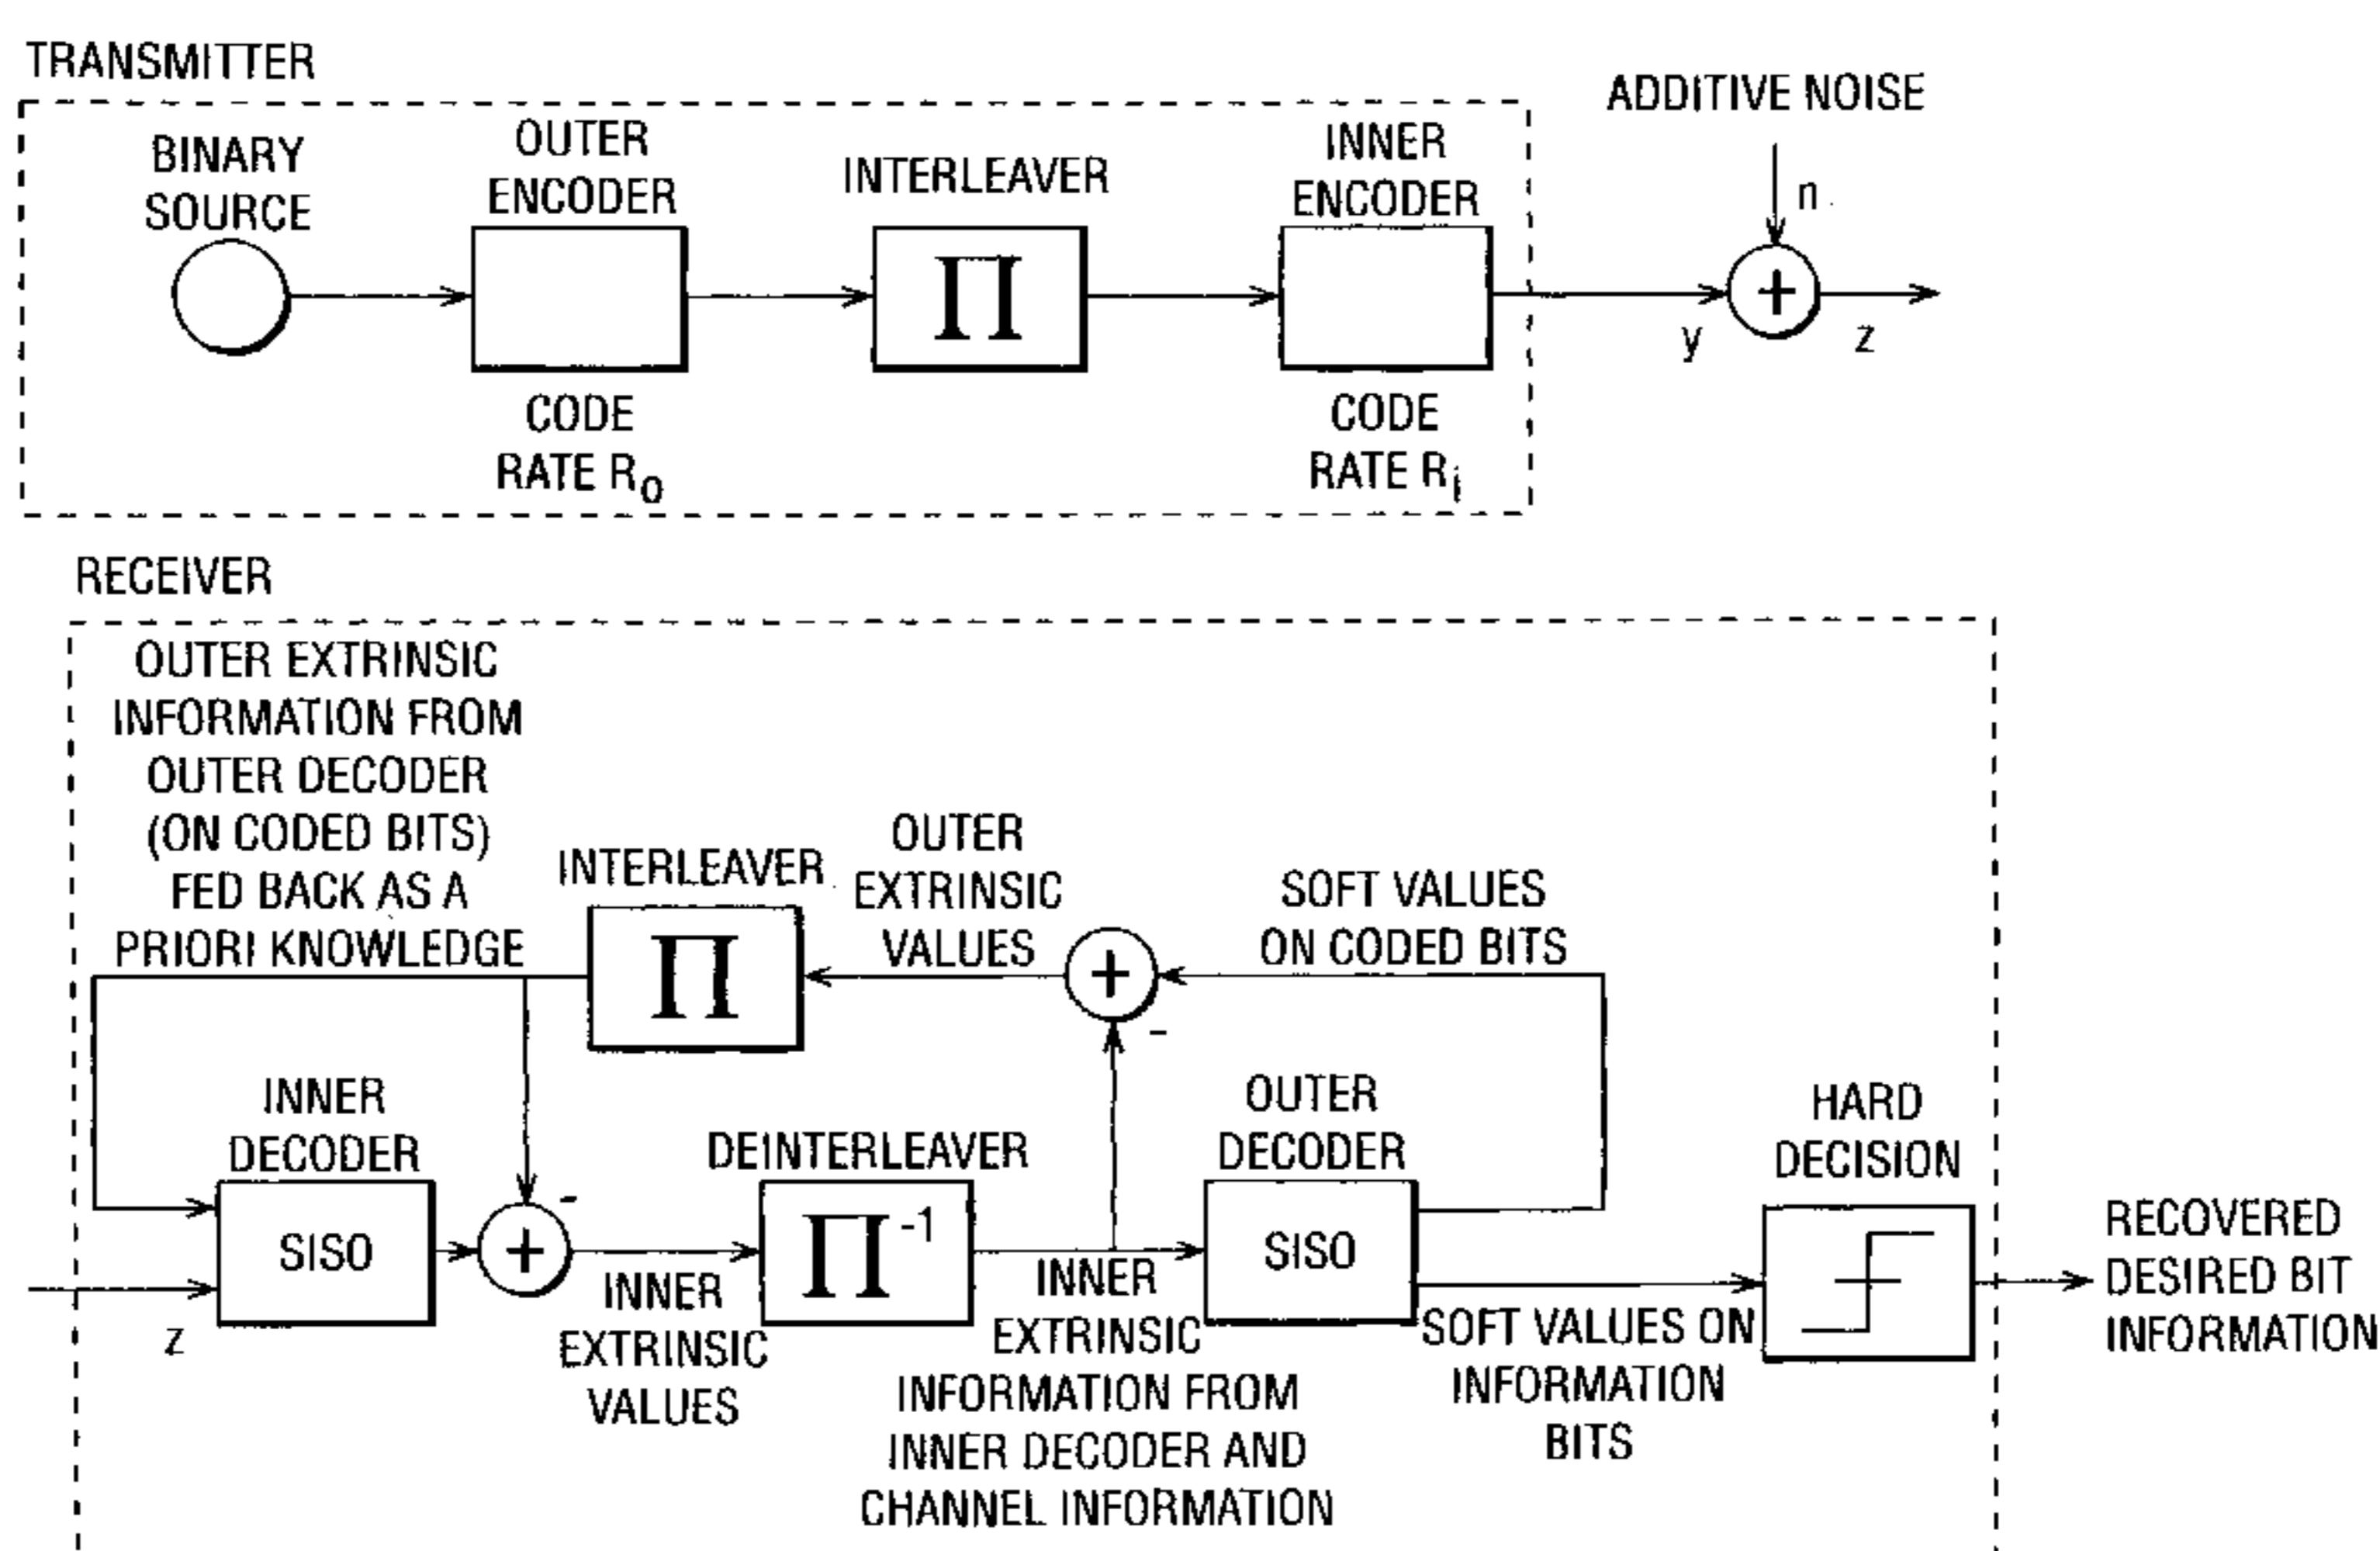 TRANSMITTER
BINARY
SOURCE
OUTER
ENCODER
CODE
RATE Ro
INTERLEAVER
Π
INNER
ENCODER
CODE
RATE Ri
ADDITIVE NOISE
n
+
y
z
RECEIVER
OUTER EXTRINSIC
INFORMATION FROM
OUTER DECODER
(ON CODED BITS)
FED BACK AS A
PRIORI KNOWLEDGE
INTERLEAVER
Π
OUTER
EXTRINSIC
VALUES
+
-
SOFT VALUES
ON CODED BITS
INNER
DECODER
SISO
z
+
-
INNER
EXTRINSIC
VALUES
DEINTERLEAVER
Π-1
INNER
EXTRINSIC
INFORMATION FROM
INNER DECODER AND
CHANNEL INFORMATION
OUTER
DECODER
SISO
SOFT VALUES ON
INFORMATION
BITS
HARD
DECISION
RECOVERED
DESIRED BIT
INFORMATION